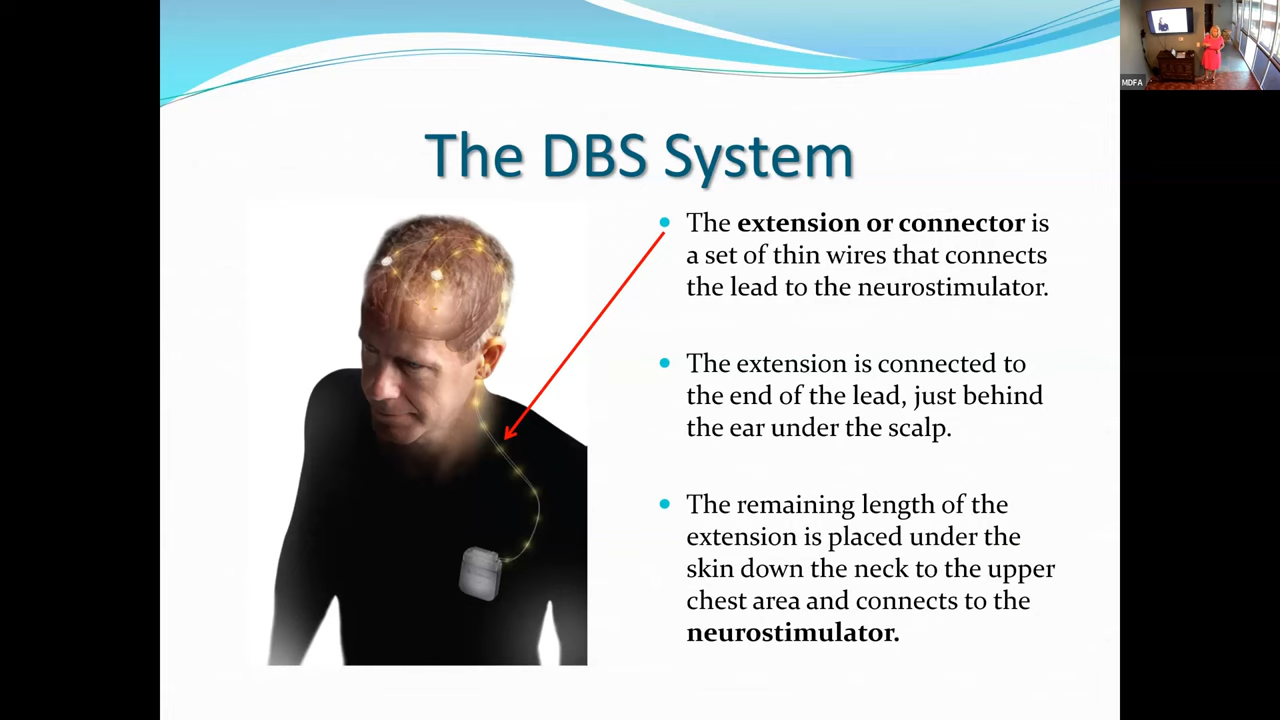 MDFA
The DBS System
The extension or connector is
a set of thin wires that connects
the lead to the neurostimulator.
The extension is connected to
the end of the lead, just behind
the ear under the scalp.
The remaining length of the
extension is placed under the
skin down the neck to the upper
chest area and connects to the
neurostimulator.